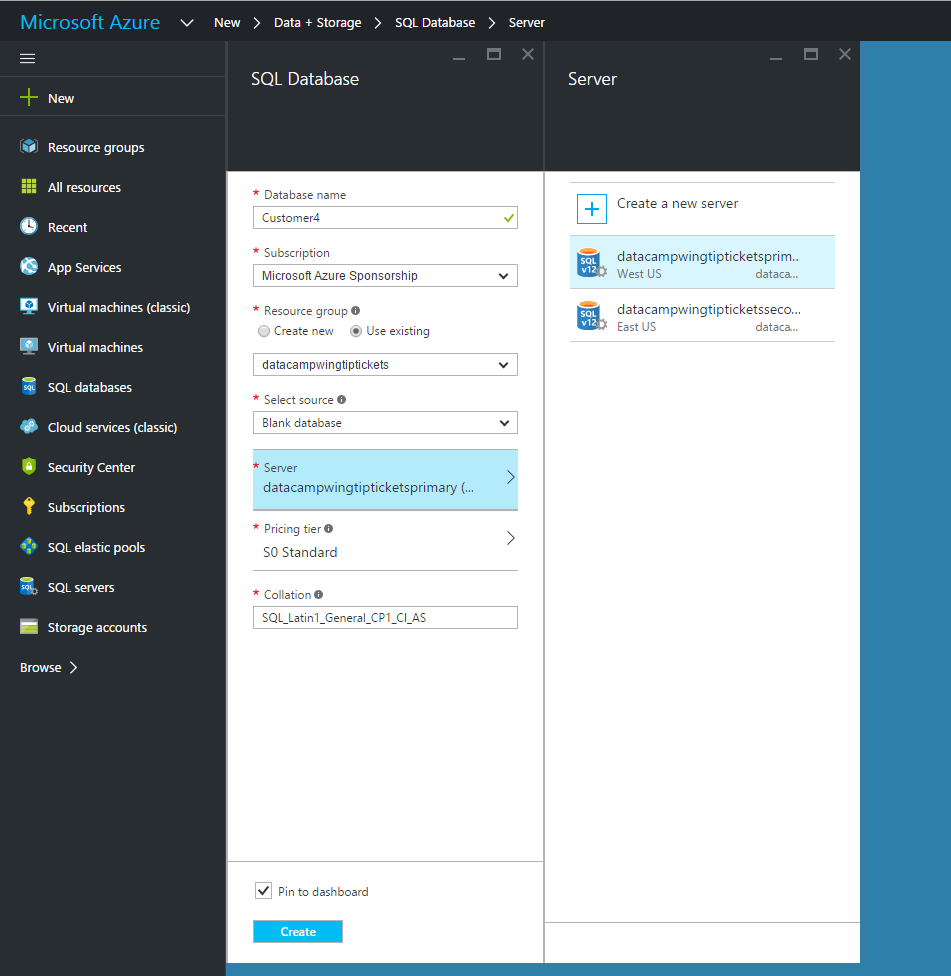 Microsoft Azure New Data + Storage SQL Database Server
New
Resource groups
All resources
Recent
App Services
Virtual machines (classic)
Virtual machines
SQL databases
Cloud services (classic)
Security Center
Subscriptions
SQL elastic pools
SQL servers
Storage accounts
Browse
SQL Database
* Database name
Customer4
* Subscription
Microsoft Azure Sponsorship
* Resource group
Create new Use existing
datacampwingtiptickets
* Select source
Blank database
* Server
datacampwingtipticketsprimary (...
* Pricing tier
S0 Standard
* Collation
SQL_Latin1_General_CP1_CI_AS
Pin to dashboard
Create
Server
Create a new server
SQL
v12
datacampwingtipticketsprim..
West US dataca...
SQL
v12
datacampwingtipticketsseco...
East US dataca...